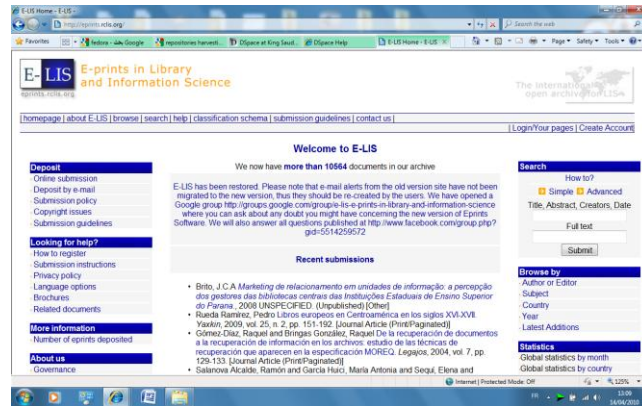 E-LIS Home - E-LIS -
http://eprints.rclis.org/
Search the web
Favorites
repositories harvesti...
DSpace at King Saud...
DSpace Help
E-LIS Home - E-LIS
Page
Safety
Tools
E-LIS
eprints.rclis.org
E-prints in Library
and Information Science
The international
open archive for LIS
|homepage | about E-LIS | browse | search | help | classification schema | submission guidelines | contact us |
| Login/Your pages | Create Account|
Welcome to E-LIS
We now have more than 10564 documents in our archive
E-LIS has been restored. Please note that e-mail alerts from the old version site have not been
migrated to the new version, thus they should be re-created by the users. We have opened a
Google group http://groups.google.com/group/e-lis-e-prints-in-library-and-information-science
where you can ask about any doubt you might have concerning the new version of Eprints
Software. We will also answer all questions published at http://www.facebook.com/group.php?
gid=5514259572
Recent submissions
• Brito, J.C.A Marketing de relacionamento em unidades de informação: a percepção
dos gestores das bibliotecas centrais das Instituições Estaduais de Ensino Superior
do Parana., 2008 UNSPECIFIED. (Unpublished) [Other]
• Rueda Ramírez, Pedro Libros europeos en Centroamérica en los siglos XVI-XVII.
Yaxkin, 2009, vol. 25, n. 2, pp. 151-192. [Journal Article (Print/Paginated)]
• Gómez-Díaz, Raquel and Bringas González, Raquel De la recuperación de documentos
a la recuperación de información en los archivos: estudio de las técnicas de
recuperación que aparecen en la especificación MOREQ. Legajos, 2004, vol. 7, pp.
129-133. [Journal Article (Print/Paginated)]
• Salanova Alcalde, Ramón and García Huici, María Antonia and Sequí, Elena and
Deposit
Online submission
Deposit by e-mail
Submission policy
Copyright issues
Submission guidelines
Looking for help?
How to register
Submission instructions
Privacy policy
Language options
Brochures
Related documents
More information
Number of eprints deposited
About us
Governance
Search
How to?
Simple
Advanced
Title, Abstract, Creators, Date
Full text
Submit
Browse by
Author or Editor
Subject
Country
Year
Latest Additions
Statistics
Global statistics by month
Global statistics by country
Internet | Protected Mode: Off
125%
FR
13:09
14/04/2010